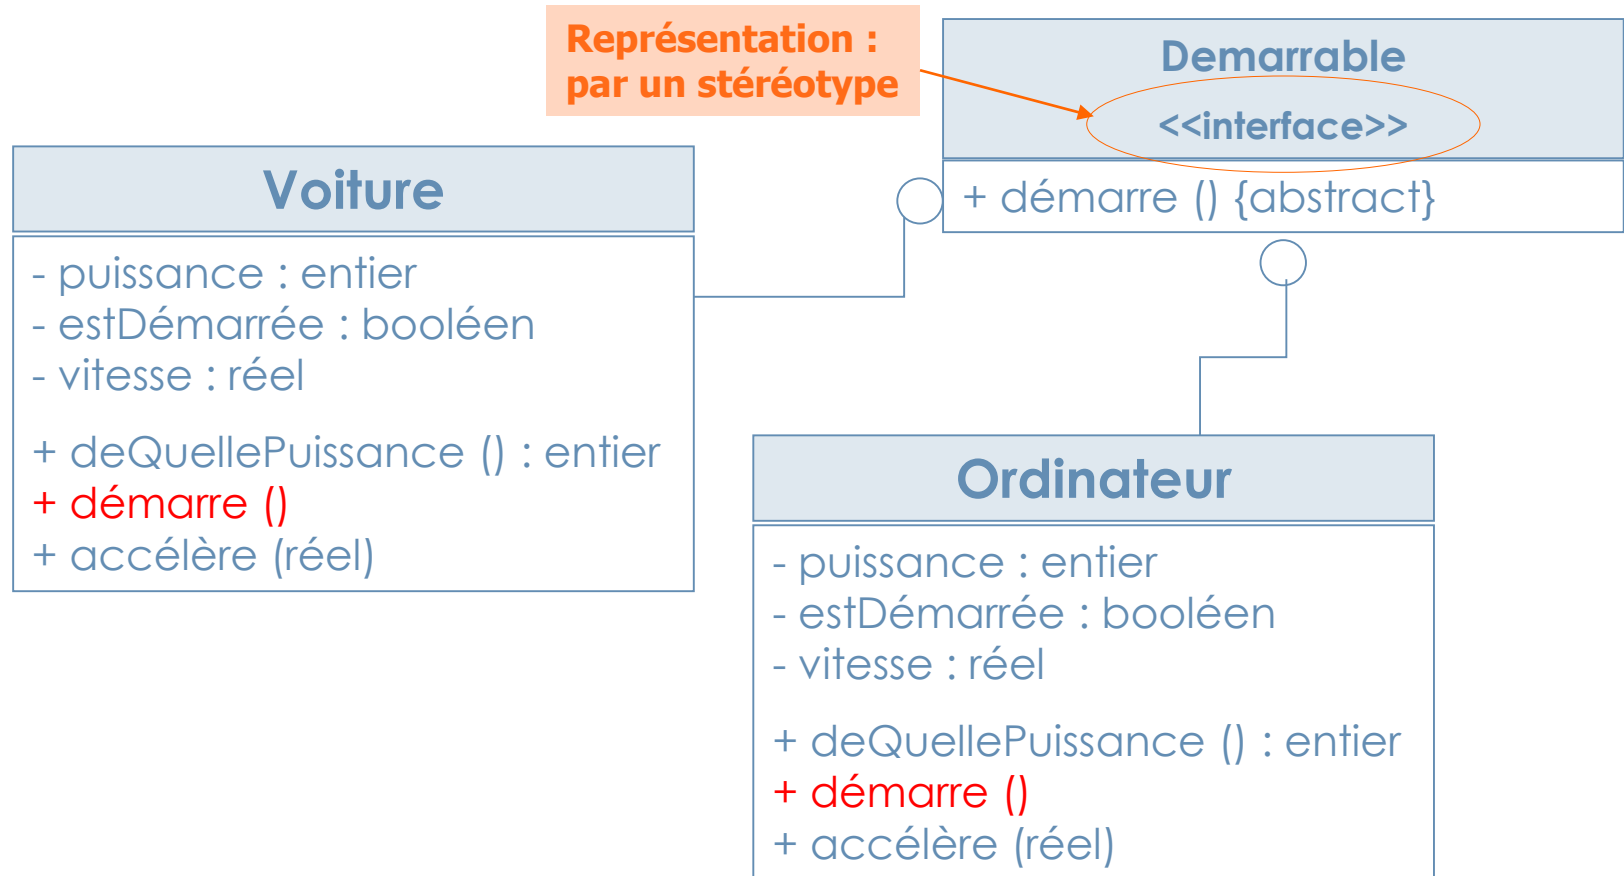 Représentation :
par un stéréotype
Demarrable
<<interface>>
+ démarre () {abstract}
Voiture
- puissance : entier
- estDémarrée : booléen
- vitesse : réel
+ deQuellePuissance () : entier
+ démarre ()
+ accélère (réel)
Ordinateur
- puissance : entier
- estDémarrée : booléen
- vitesse : réel
+ deQuellePuissance () : entier
+ démarre ()
+ accélère (réel)